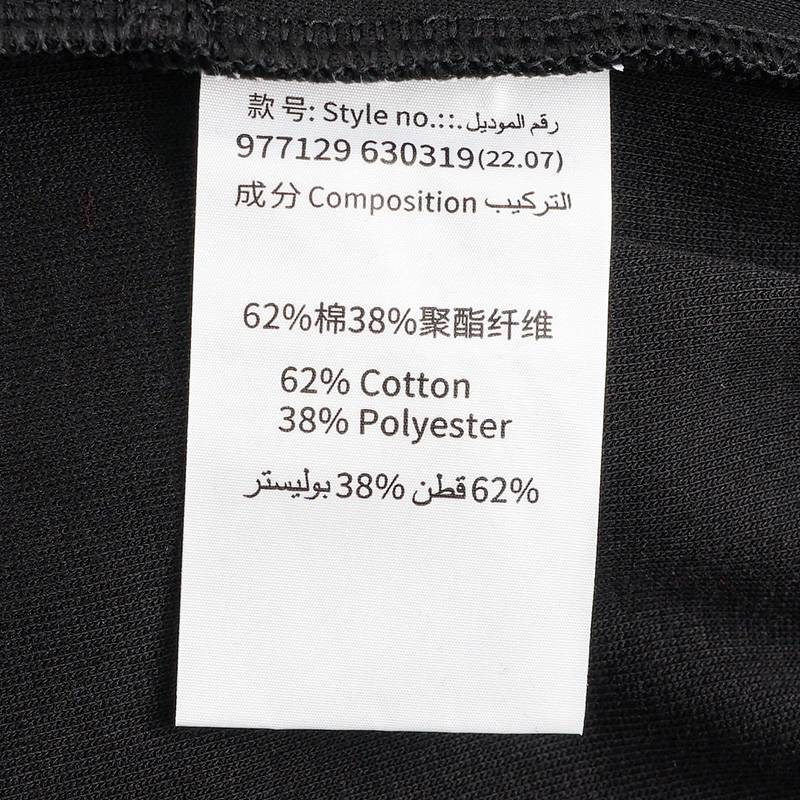 款号: Style no.::. رقم الموديل
977129 630319(22.07)
成分 Composition التركيب
62%棉38%聚酯纤维
62% Cotton
38% Polyester
62% قطن 38% بوليستر